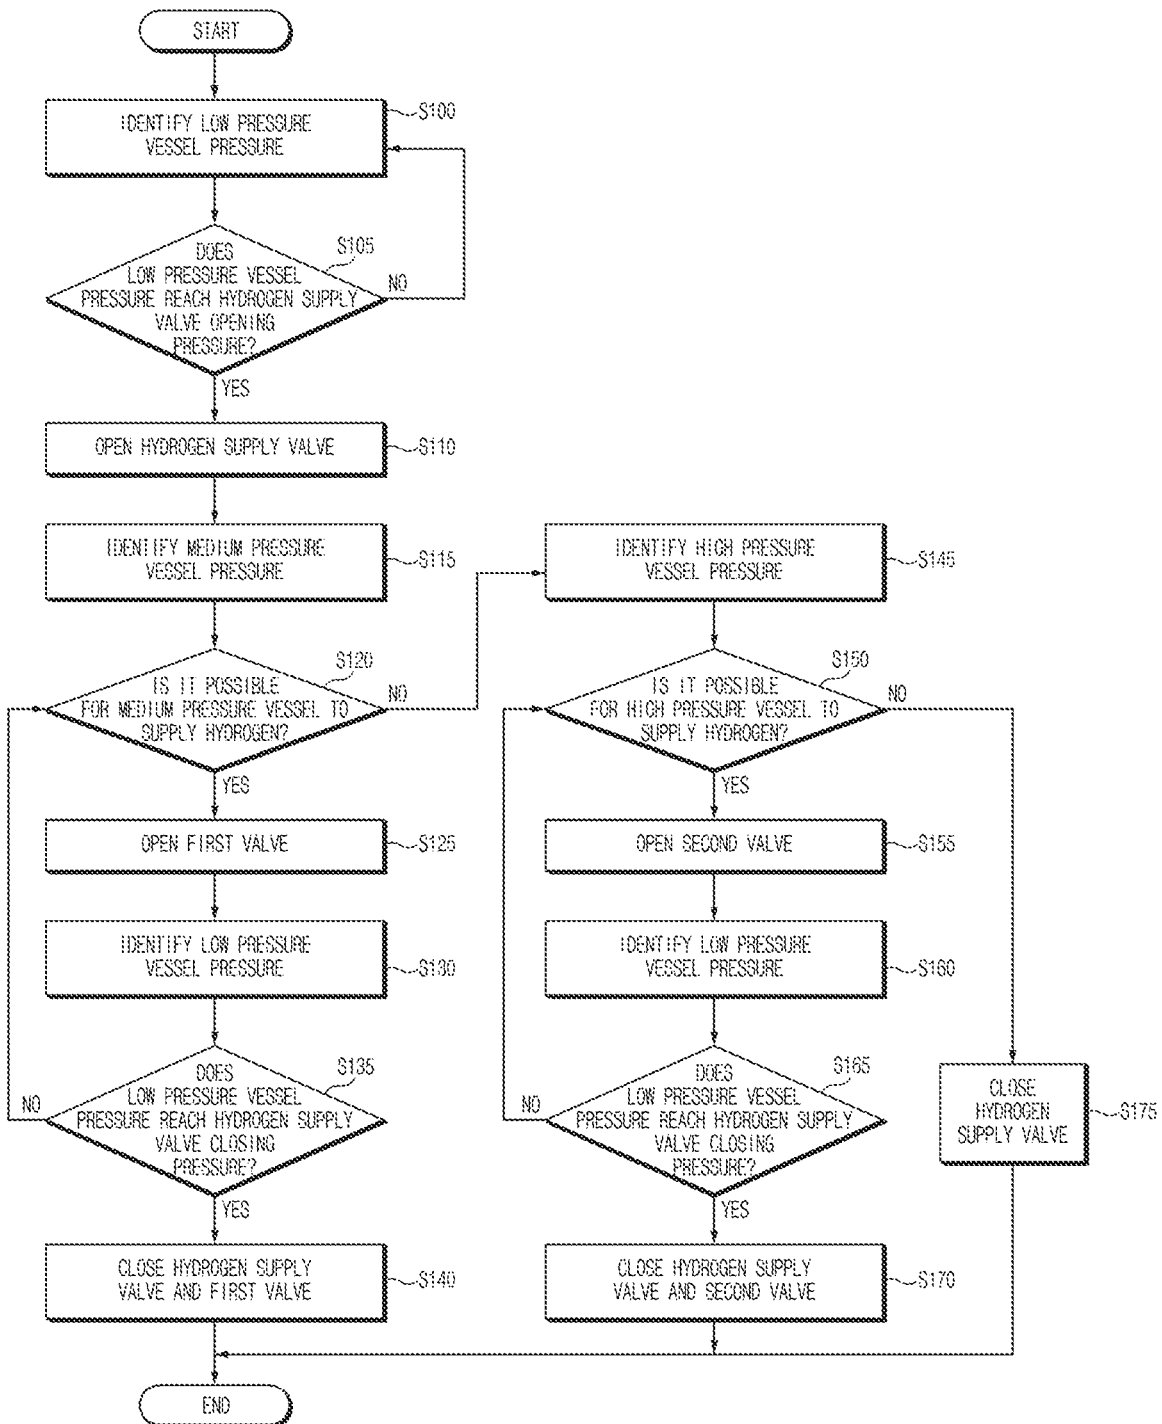 START
IDENTIFY LOW PRESSURE
VESSEL PRESSURE
S100
DOES
LOW PRESSURE VESSEL
PRESSURE REACH HYDROGEN SUPPLY
VALVE OPENING
PRESSURE?
S105
NO
YES
OPEN HYDROGEN SUPPLY VALVE
S110
IDENTIFY MEDIUM PRESSURE
VESSEL PRESSURE
S115
IS IT POSSIBLE
FOR MEDIUM PRESSURE VESSEL TO
SUPPLY HYDROGEN?
S120
NO
YES
OPEN FIRST VALVE
S125
IDENTIFY LOW PRESSURE
VESSEL PRESSURE
S130
DOES
LOW PRESSURE VESSEL
PRESSURE REACH HYDROGEN SUPPLY
VALVE CLOSING
PRESSURE?
S135
NO
YES
CLOSE HYDROGEN SUPPLY
VALVE AND FIRST VALVE
S140
IDENTIFY HIGH PRESSURE
VESSEL PRESSURE
S145
IS IT POSSIBLE
FOR HIGH PRESSURE VESSEL TO
SUPPLY HYDROGEN?
S150
NO
YES
OPEN SECOND VALVE
S155
IDENTIFY LOW PRESSURE
VESSEL PRESSURE
S160
DOES
LOW PRESSURE VESSEL
PRESSURE REACH HYDROGEN SUPPLY
VALVE CLOSING
PRESSURE?
S165
NO
YES
CLOSE HYDROGEN SUPPLY
VALVE AND SECOND VALVE
S170
CLOSE
HYDROGEN
SUPPLY VALVE
S175
END